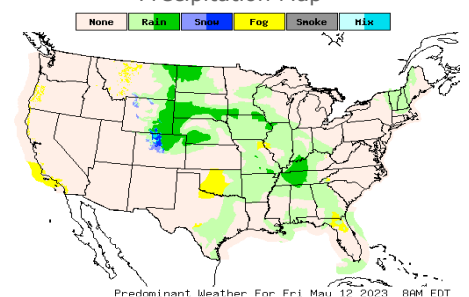 Precipitation Map
None Rain Snow Fog Smoke Mix
Predominant Weather For Fri May 12 2023 8AM EDT